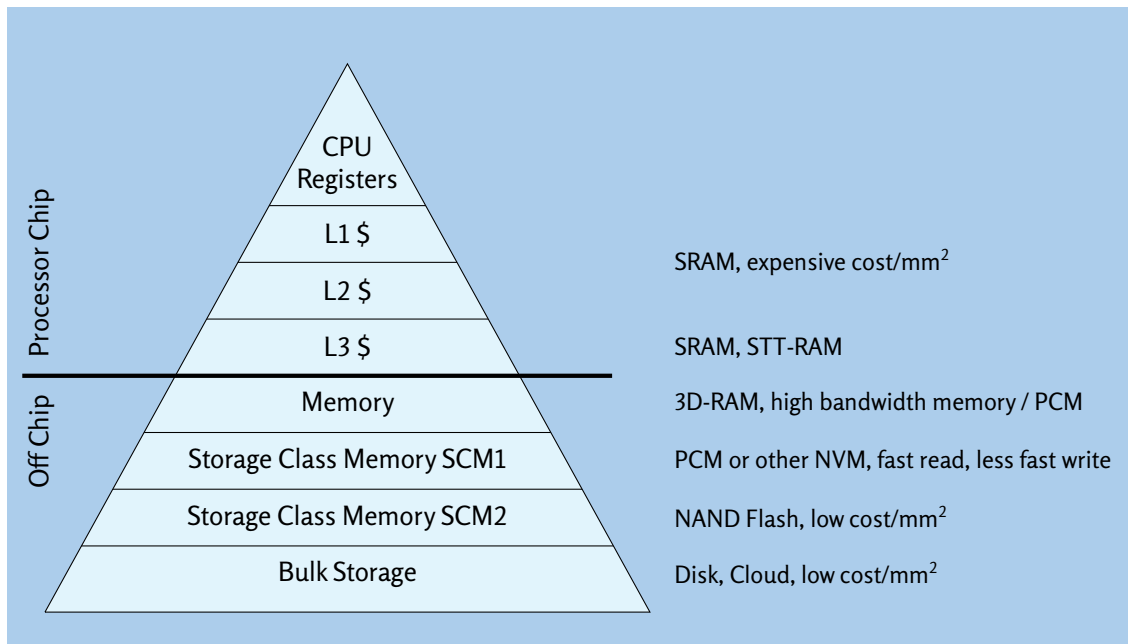 CPU
Registers
L1 $
L2 $
SRAM, expensive cost/mm²
L3 $
SRAM, STT-RAM
Processor Chip
Memory
3D-RAM, high bandwidth memory / PCM
Storage Class Memory SCM1
PCM or other NVM, fast read, less fast write
Storage Class Memory SCM2
NAND Flash, low cost/mm²
Bulk Storage
Disk, Cloud, low cost/mm²
Off Chip